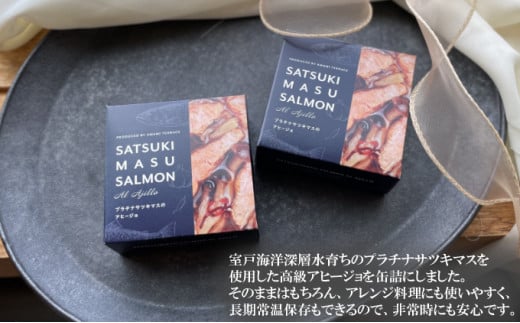 SATSUKI
MASU
SALMON
Al Ajillo
プラチナサツキマスの
アヒージョ
PRODUCED BY OWAMI TERRACE
SATSUKI
MASU
SALMON
Al Ajillo
プラチナサツキマスの
アヒージョ
室戸海洋深層水育ちのプラチナサツキマスを
使用した高級アヒージョを缶詰にしました。
そのままはもちろん、アレンジ料理にも使いやすく、
長期常温保存もできるので、非常時にも安心です。